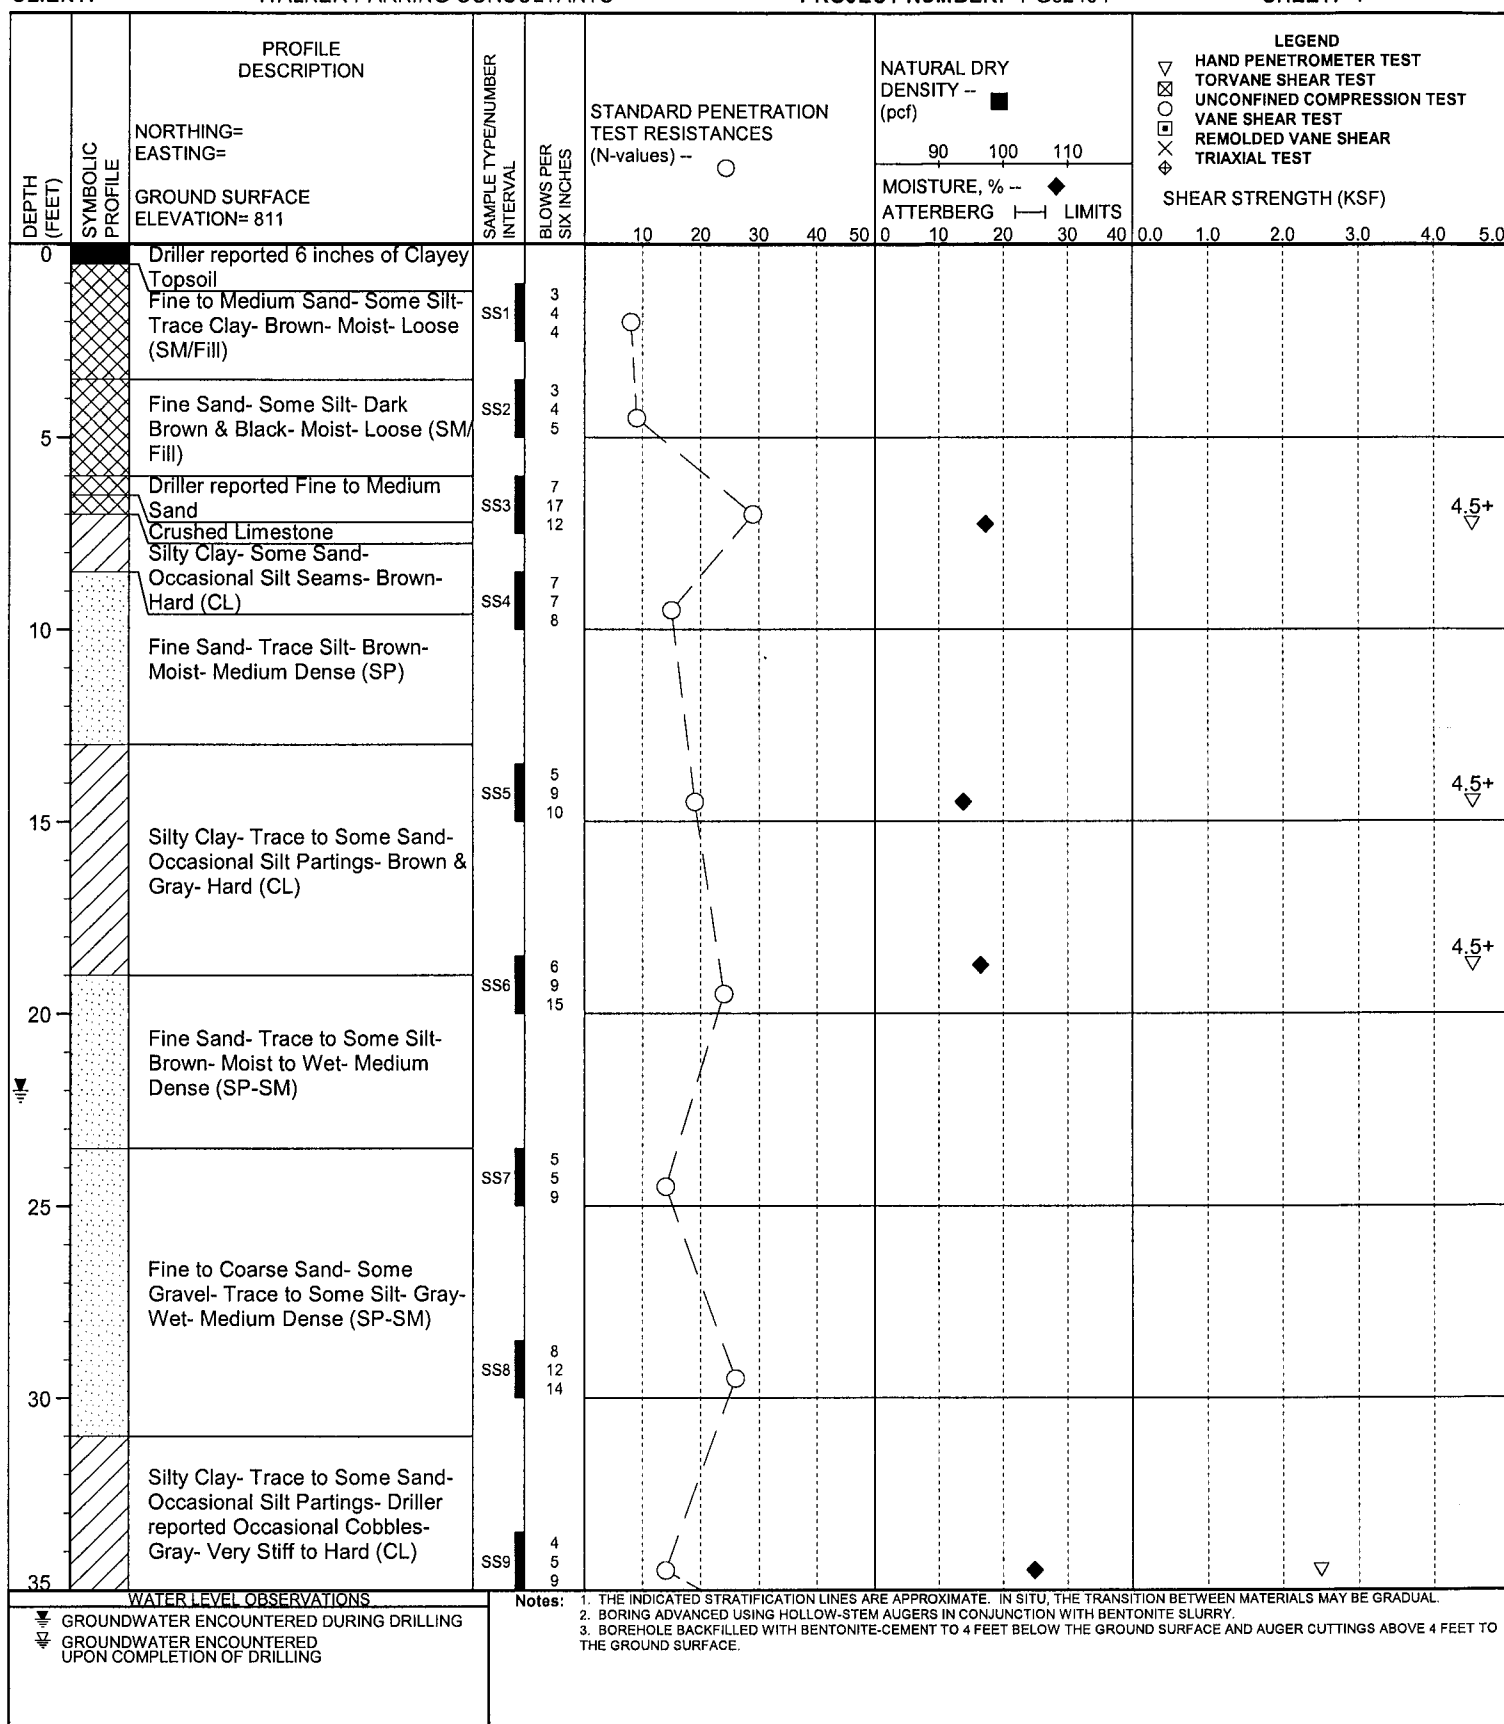 PROFILE
DESCRIPTION
NORTHING=
EASTING=
GROUND SURFACE
ELEVATION= 811
DEPTH
(FEET)
SYMBOLIC
PROFILE
SAMPLE TYPE/NUMBER
INTERVAL
BLOWS PER
SIX INCHES
STANDARD PENETRATION
TEST RESISTANCES
(N-values) --
10 20 30 40 50
NATURAL DRY
DENSITY --
(pcf)
90 100 110
MOISTURE, % --
ATTERBERG LIMITS
0 10 20 30 40
LEGEND
HAND PENETROMETER TEST
TORVANE SHEAR TEST
UNCONFINED COMPRESSION TEST
VANE SHEAR TEST
REMOLDED VANE SHEAR
TRIAXIAL TEST
SHEAR STRENGTH (KSF)
0.0 1.0 2.0 3.0 4.0 5.0
0
Driller reported 6 inches of Clayey
Topsoil
Fine to Medium Sand- Some Silt-
Trace Clay- Brown- Moist- Loose
(SM/Fill)
SS1
3
4
4
Fine Sand- Some Silt- Dark
Brown & Black- Moist- Loose (SM/
Fill)
SS2
3
4
5
5
Driller reported Fine to Medium
Sand
Crushed Limestone
SS3
7
17
12
4.5+
Silty Clay- Some Sand-
Occasional Silt Seams- Brown-
Hard (CL)
SS4
7
7
8
10
Fine Sand- Trace Silt- Brown-
Moist- Medium Dense (SP)
SS5
5
9
10
4.5+
15
Silty Clay- Trace to Some Sand-
Occasional Silt Partings- Brown &
Gray- Hard (CL)
SS6
6
9
15
4.5+
20
Fine Sand- Trace to Some Silt-
Brown- Moist to Wet- Medium
Dense (SP-SM)
SS7
5
5
9
25
Fine to Coarse Sand- Some
Gravel- Trace to Some Silt- Gray-
Wet- Medium Dense (SP-SM)
SS8
8
12
14
30
Silty Clay- Trace to Some Sand-
Occasional Silt Partings- Driller
reported Occasional Cobbles-
Gray- Very Stiff to Hard (CL)
SS9
4
5
9
35
WATER LEVEL OBSERVATIONS
GROUNDWATER ENCOUNTERED DURING DRILLING
GROUNDWATER ENCOUNTERED
UPON COMPLETION OF DRILLING
Notes: 1. THE INDICATED STRATIFICATION LINES ARE APPROXIMATE. IN SITU, THE TRANSITION BETWEEN MATERIALS MAY BE GRADUAL.
2. BORING ADVANCED USING HOLLOW-STEM AUGERS IN CONJUNCTION WITH BENTONITE SLURRY.
3. BOREHOLE BACKFILLED WITH BENTONITE-CEMENT TO 4 FEET BELOW THE GROUND SURFACE AND AUGER CUTTINGS ABOVE 4 FEET TO
THE GROUND SURFACE.